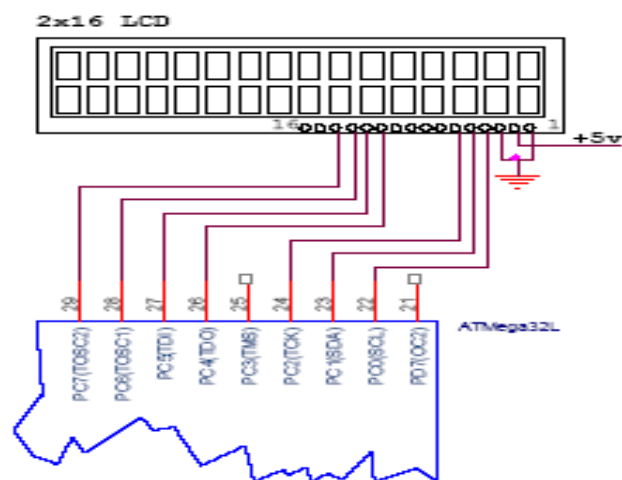 2x16 LCD
16 1
+5v
29 28 27 26 25 24 23 22 21
ATMega32L
PC7(TOSC2)
PC6(TOSC1)
PC5(TDI)
PC4(TDO)
PC3(TMS)
PC2(TCK)
PC1(SDA)
PC0(SCL)
PD7(OC2)